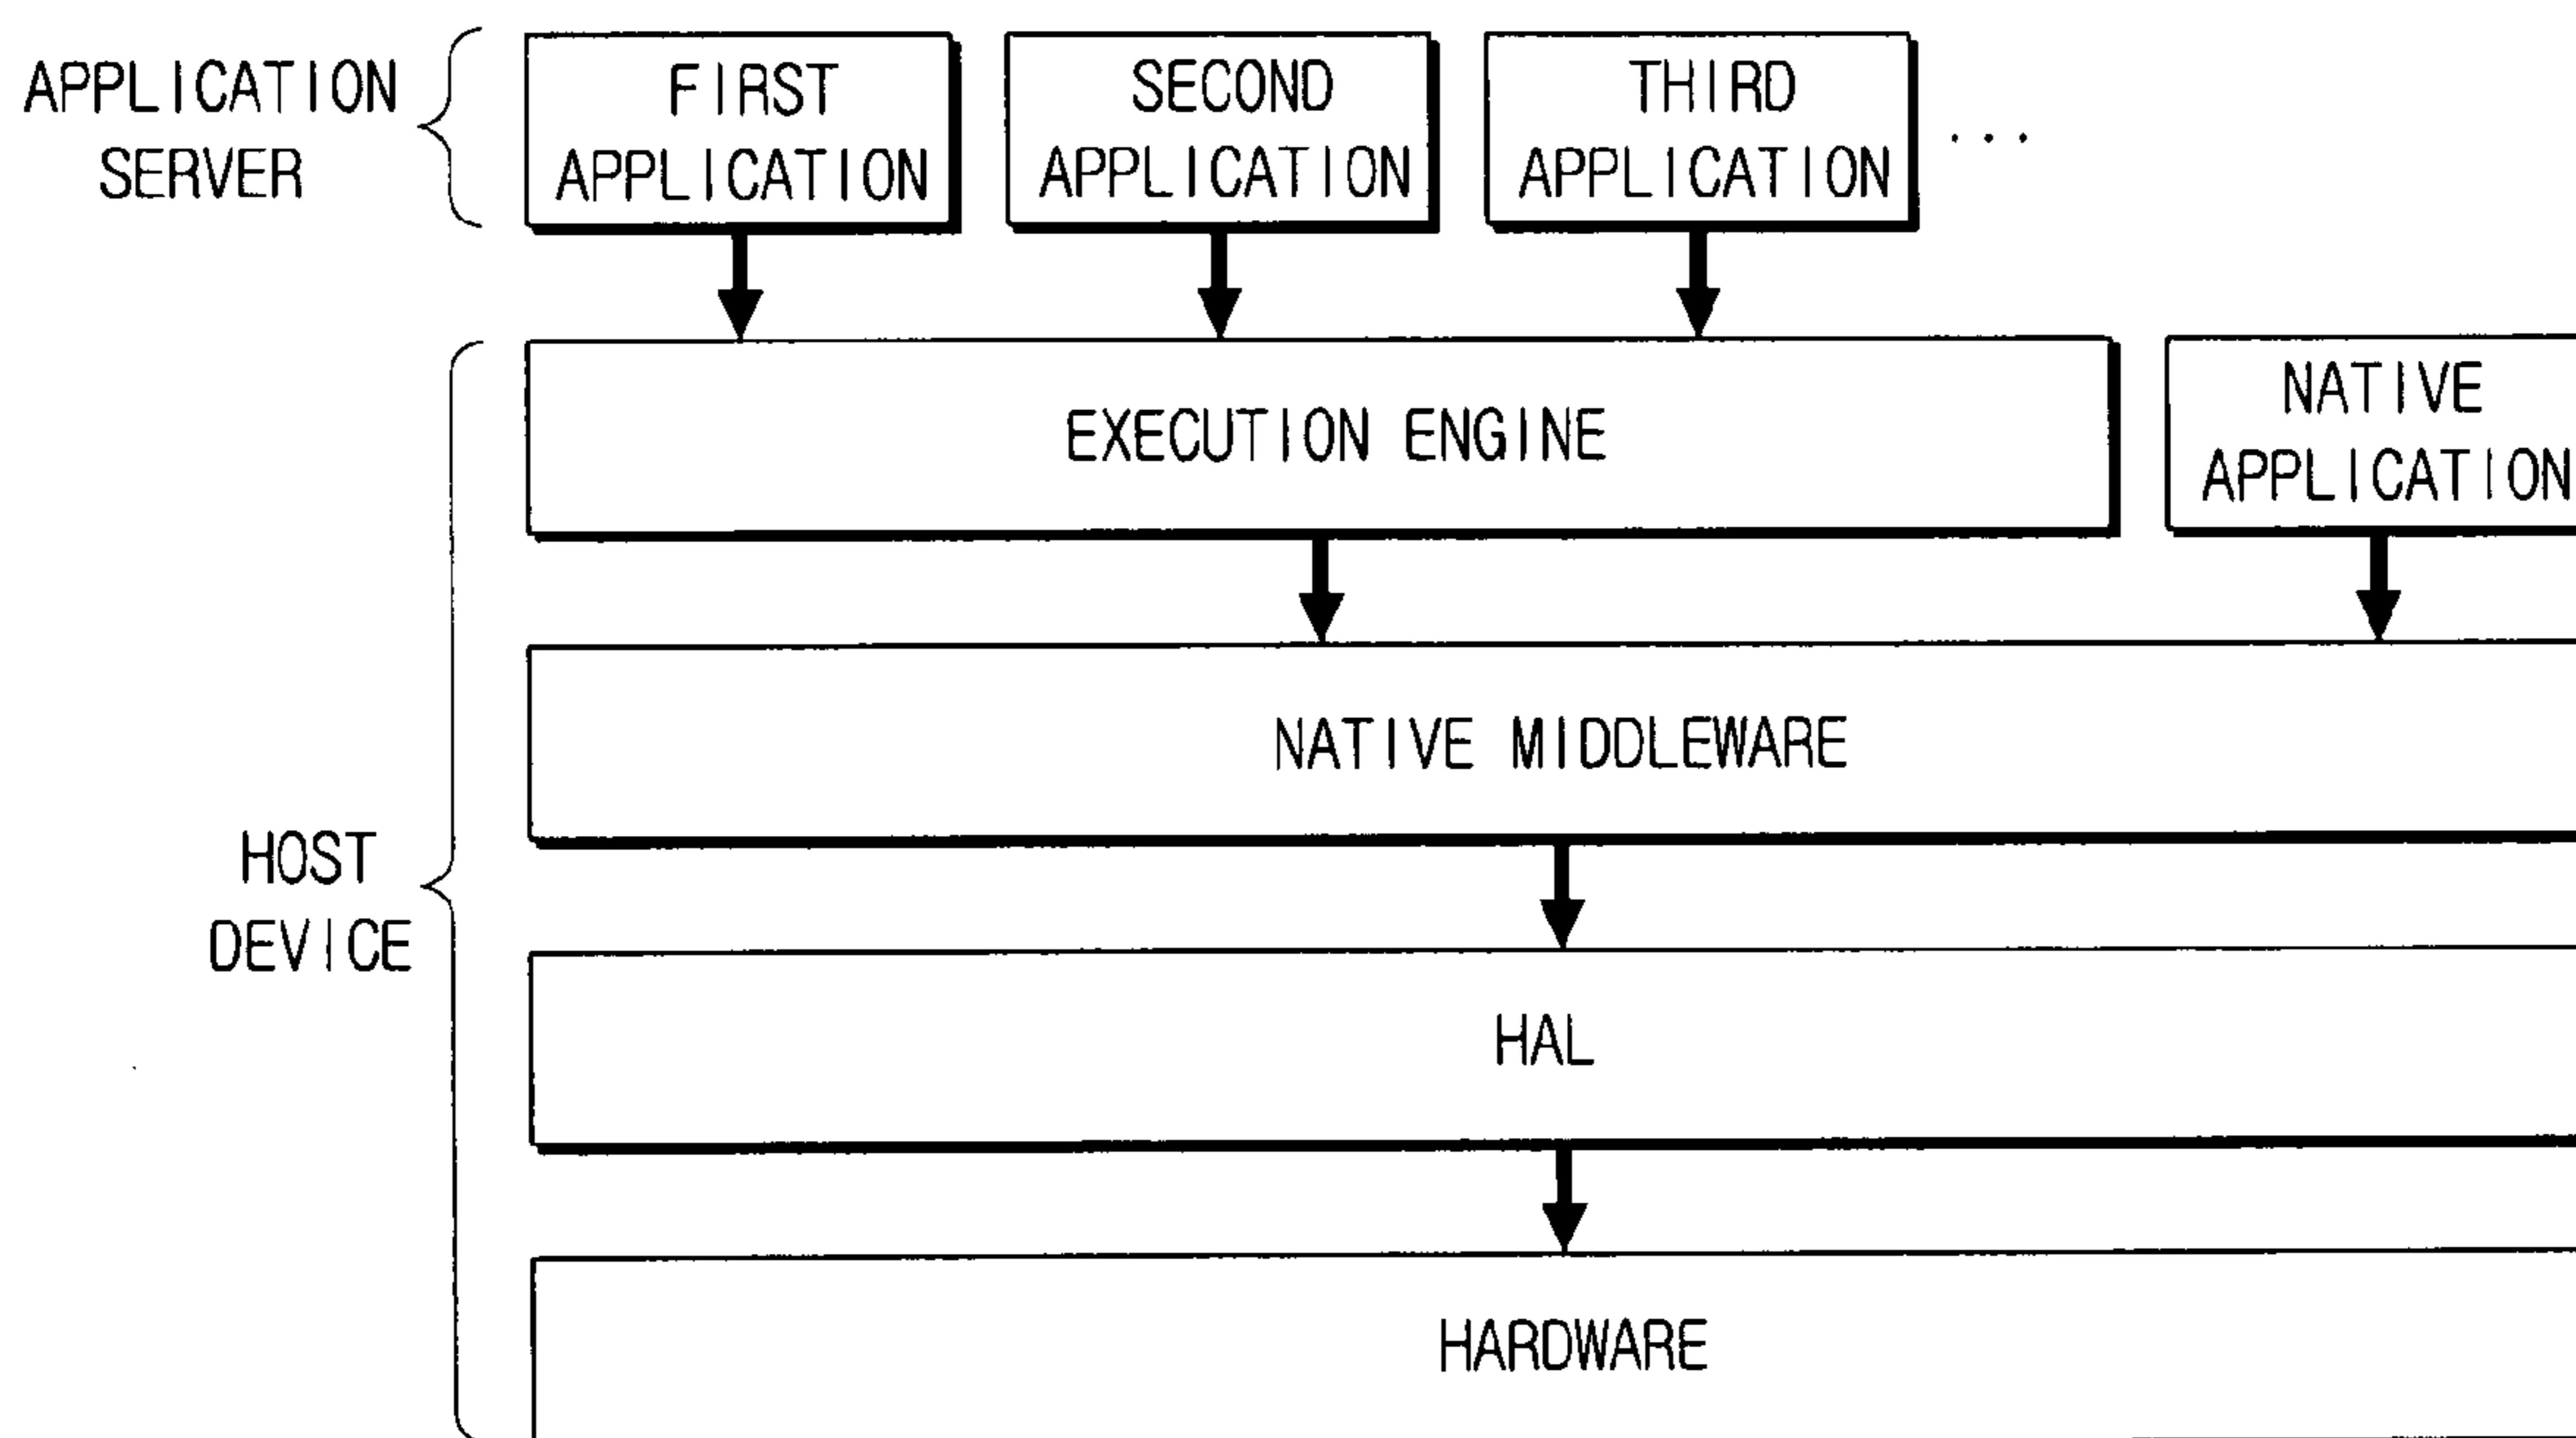 APPLICATION
SERVER
FIRST
APPLICATION
SECOND
APPLICATION
THIRD
APPLICATION
...
EXECUTION ENGINE
NATIVE
APPLICATION
NATIVE MIDDLEWARE
HOST
DEVICE
HAL
HARDWARE